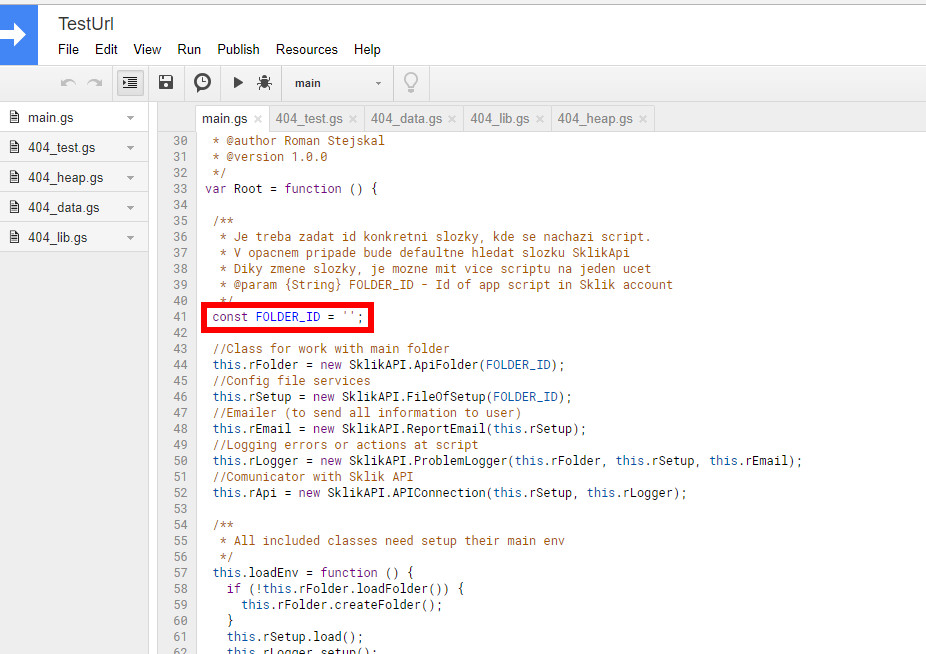 TestUrl
File Edit View Run Publish Resources Help
main
main.gs
404_test.gs
404_heap.gs
404_data.gs
404_lib.gs
main.gs × 404_test.gs × 404_data.gs × 404_lib.gs × 404_heap.gs ×
30 * @author Roman Stejskal
31 * @version 1.0.0
32 */
33 var Root = function () {
34
35 /**
36 * Je treba zadat id konkretni slozky, kde se nachazi script.
37 * V opacnem pripade bude defaultne hledat slozku SklikApi
38 * Diky zmene slozky, je mozne mit vice scriptu na jeden ucet
39 * @param {String} FOLDER_ID - Id of app script in Sklik account
40 */
41 const FOLDER_ID = '';
42
43 //Class for work with main folder
44 this.rFolder = new SklikAPI.ApiFolder(FOLDER_ID);
45 //Config file services
46 this.rSetup = new SklikAPI.FileOfSetup(FOLDER_ID);
47 //Emailer (to send all information to user)
48 this.rEmail = new SklikAPI.ReportEmail(this.rSetup);
49 //Logging errors or actions at script
50 this.rLogger = new SklikAPI.ProblemLogger(this.rFolder, this.rSetup, this.rEmail);
51 //Comunicator with Sklik API
52 this.rApi = new SklikAPI.APIConnection(this.rSetup, this.rLogger);
53
54 /**
55 * All included classes need setup their main env
56 */
57 this.loadEnv = function () {
58 if (!this.rFolder.loadFolder()) {
59 this.rFolder.createFolder();
60 }
61 this.rSetup.load();
62 this.rLogger.setup();